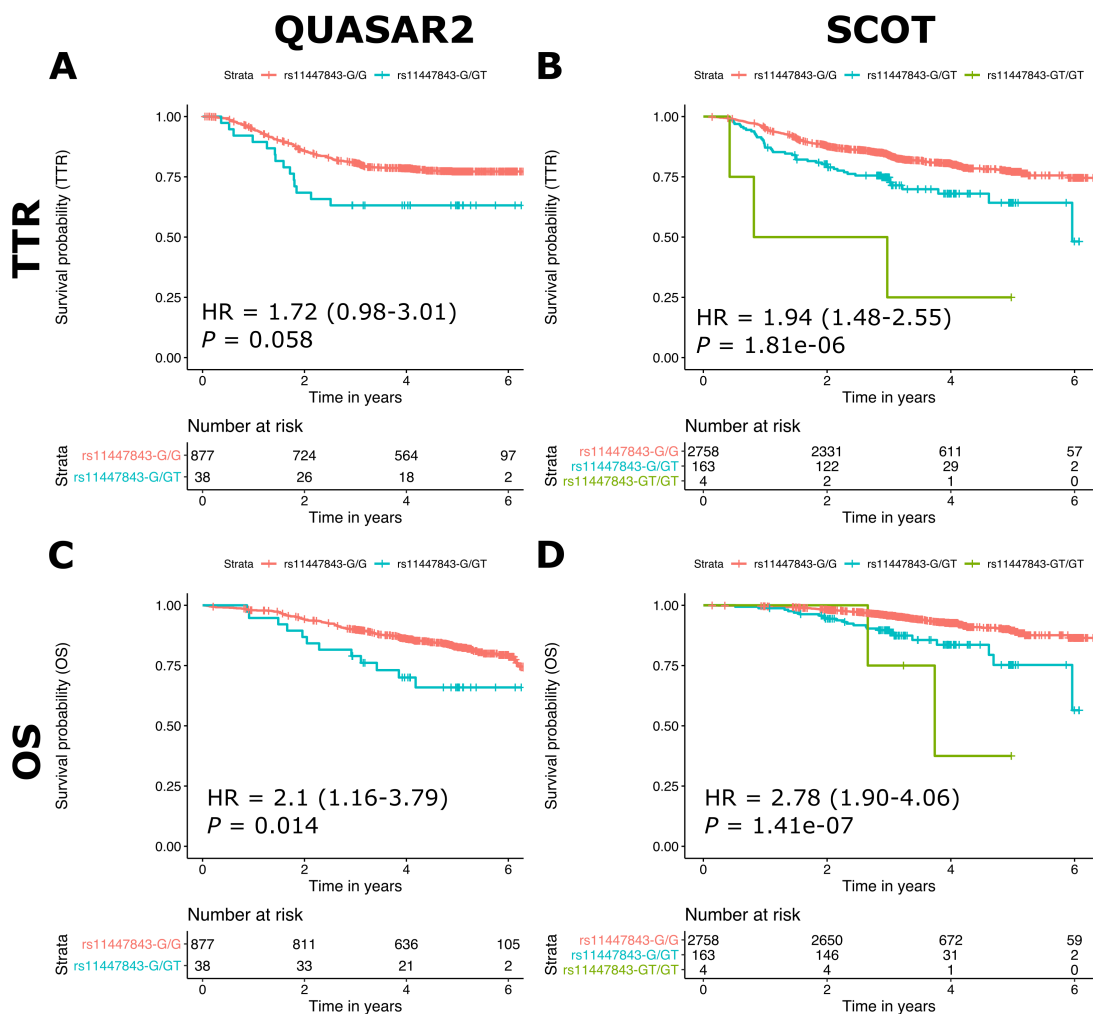 QUASAR2
SCOT
TTR
OS
A
Strata rs11447843-G/G rs11447843-G/GT
Survival probability (TTR)
1.00
0.75
0.50
0.25
0.00
HR = 1.72 (0.98-3.01)
P = 0.058
0 2 4 6
Time in years
Number at risk
Strata
rs11447843-G/G 877 724 564 97
rs11447843-G/GT 38 26 18 2
0 2 4 6
Time in years
B
Strata rs11447843-G/G rs11447843-G/GT rs11447843-GT/GT
Survival probability (TTR)
1.00
0.75
0.50
0.25
0.00
HR = 1.94 (1.48-2.55)
P = 1.81e-06
0 2 4 6
Time in years
Number at risk
Strata
rs11447843-G/G 2758 2331 611 57
rs11447843-G/GT 163 122 29 2
rs11447843-GT/GT 4 2 1 0
0 2 4 6
Time in years
C
Strata rs11447843-G/G rs11447843-G/GT
Survival probability (OS)
1.00
0.75
0.50
0.25
0.00
HR = 2.1 (1.16-3.79)
P = 0.014
0 2 4 6
Time in years
Number at risk
Strata
rs11447843-G/G 877 811 636 105
rs11447843-G/GT 38 33 21 2
0 2 4 6
Time in years
D
Strata rs11447843-G/G rs11447843-G/GT rs11447843-GT/GT
Survival probability (OS)
1.00
0.75
0.50
0.25
0.00
HR = 2.78 (1.90-4.06)
P = 1.41e-07
0 2 4 6
Time in years
Number at risk
Strata
rs11447843-G/G 2758 2650 672 59
rs11447843-G/GT 163 146 31 2
rs11447843-GT/GT 4 4 1 0
0 2 4 6
Time in years